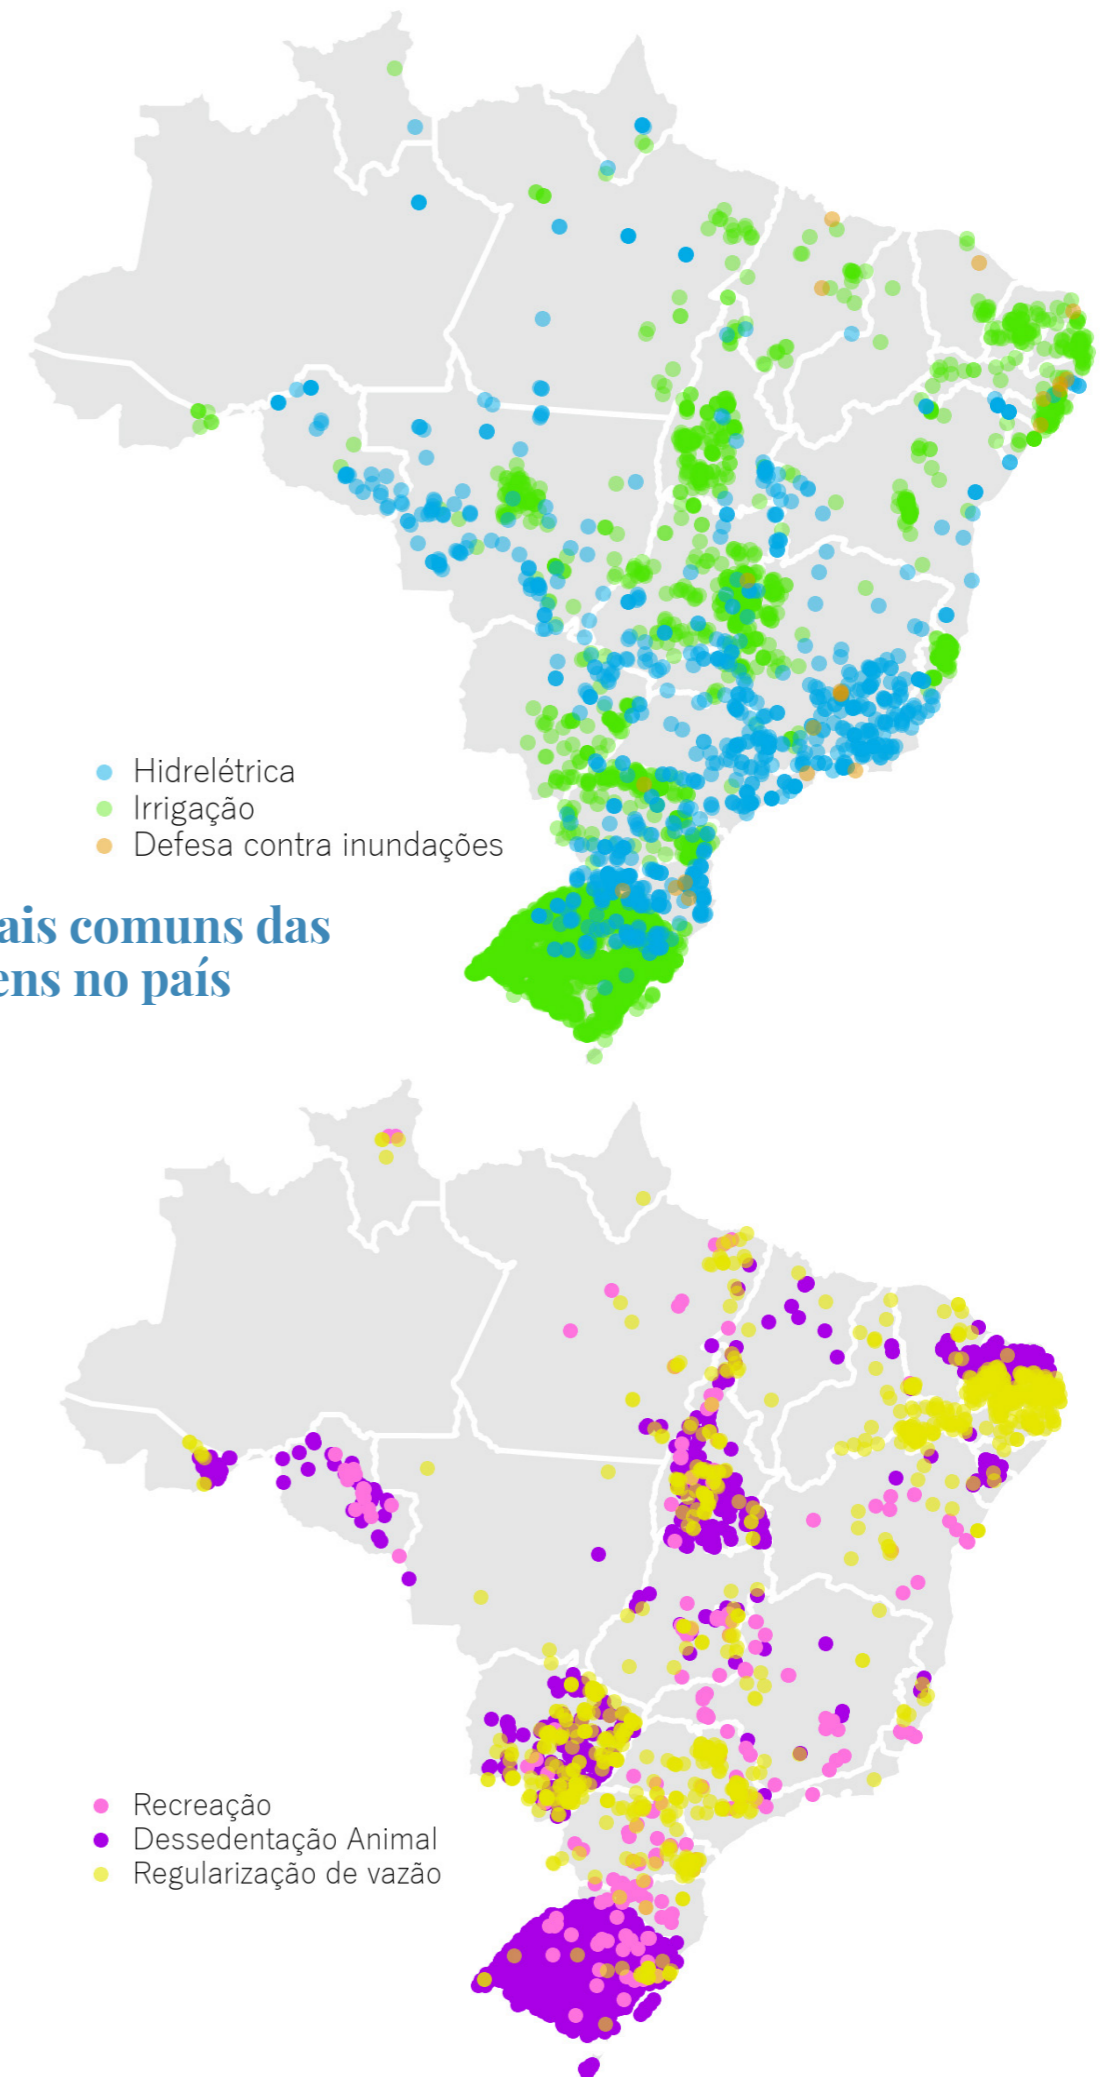 Hidrelétrica
Irrigação
Defesa contra inundações
ais comuns das
ens no país
Recreação
Dessedentação Animal
Regularização de vazão